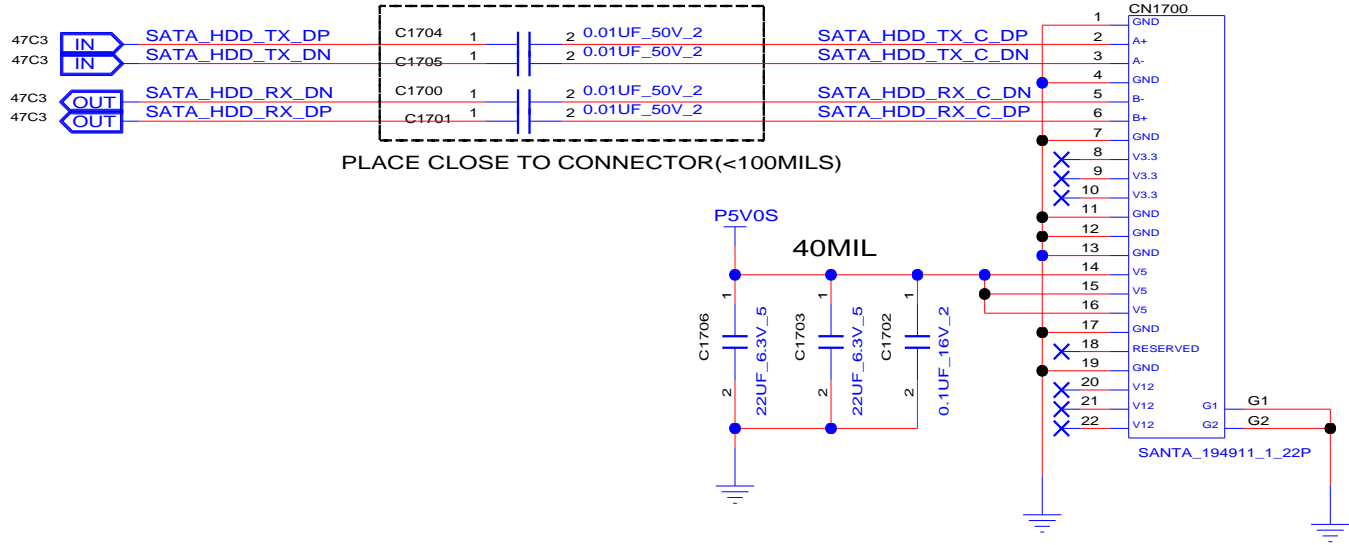 CN1700
47C3 IN SATA_HDD_TX_DP C1704 1 2 0.01UF_50V_2 SATA_HDD_TX_C_DP
47C3 IN SATA_HDD_TX_DN C1705 1 2 0.01UF_50V_2 SATA_HDD_TX_C_DN
47C3 OUT SATA_HDD_RX_DN C1700 1 2 0.01UF_50V_2 SATA_HDD_RX_C_DN
47C3 OUT SATA_HDD_RX_DP C1701 1 2 0.01UF_50V_2 SATA_HDD_RX_C_DP
PLACE CLOSE TO CONNECTOR(<100MILS)
1 GND
2 A+
3 A-
4 GND
5 B-
6 B+
7 GND
8 V3.3
9 V3.3
10 V3.3
11 GND
12 GND
13 GND
14 V5
15 V5
16 V5
17 GND
18 RESERVED
19 GND
20 V12
21 V12
22 V12
G1 G1
G2 G2
SANTA_194911_1_22P
P5V0S
40MIL
C1706 1 2 22UF_6.3V_5
C1703 1 2 22UF_6.3V_5
C1702 1 2 0.1UF_16V_2